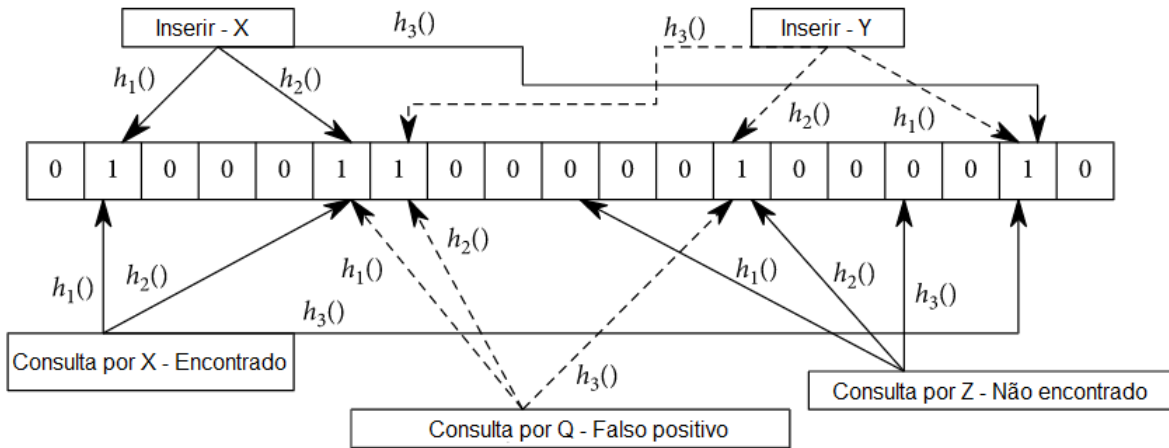 Inserir - X
Inserir - Y
h3()
h3()
h1()
h2()
h2()
h1()
0 1 0 0 0 1 1 0 0 0 0 0 1 0 0 0 0 1 0
h1()
h2()
h1()
h2()
h1()
h2()
h3()
h3()
h3()
Consulta por X - Encontrado
Consulta por Z - Não encontrado
Consulta por Q - Falso positivo